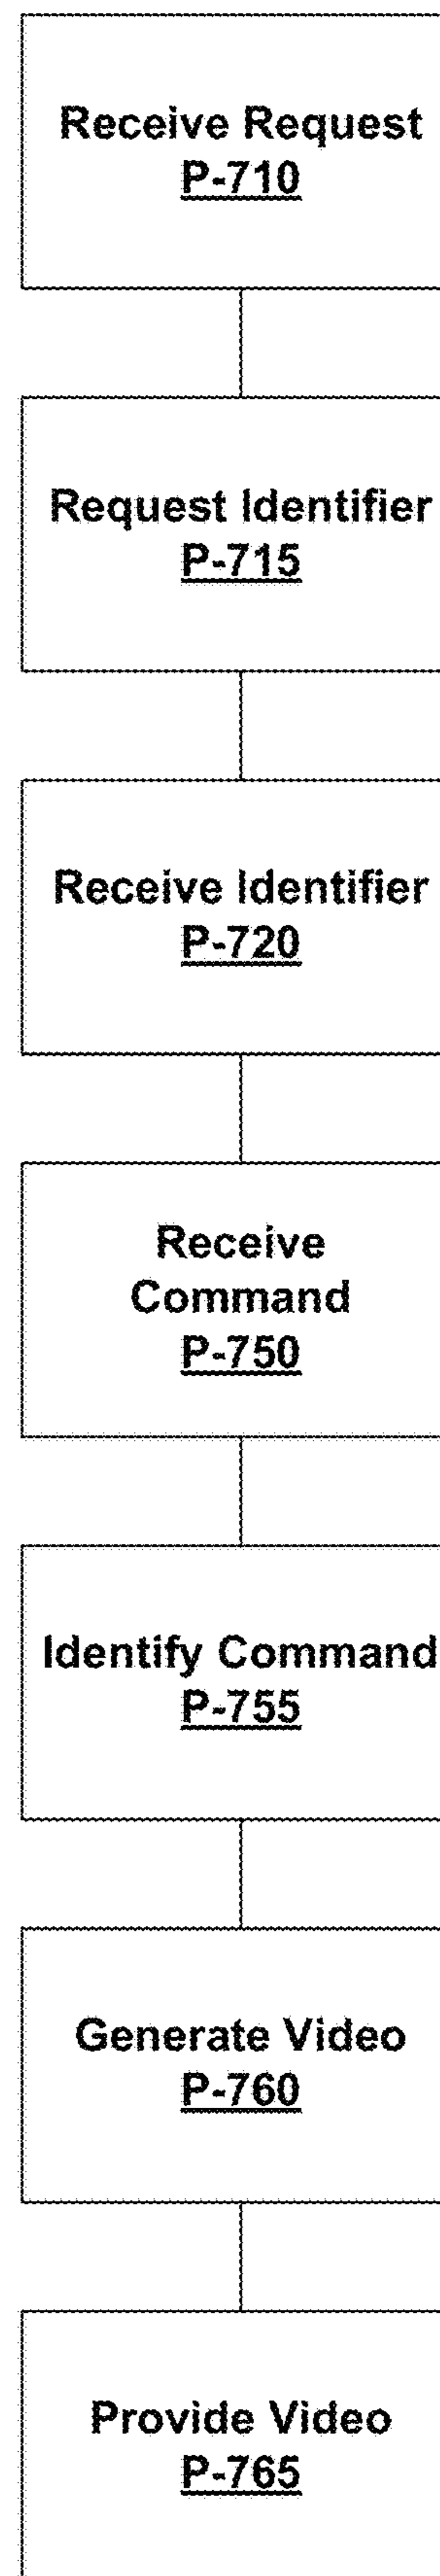 Receive Request
P-710
Request Identifier
P-715
Receive Identifier
P-720
Receive
Command
P-750
Identify Command
P-755
Generate Video
P-760
Provide Video
P-765